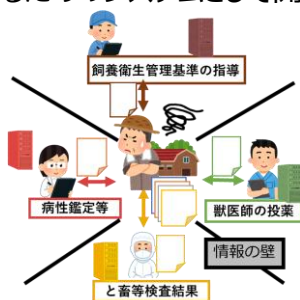 飼養衛生管理基準の指導
病性鑑定等
獣医師の投薬
情報の壁
と畜等検査結果